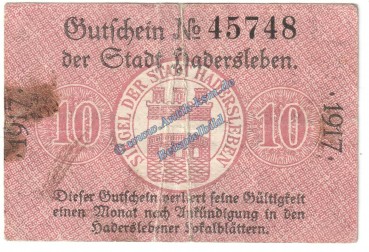 Gutschein № 45748
der Stadt Hadersleben.
SIEGEL DER STADT HADERSLEBEN
·1917·
10
10
·1917·
Dieser Gutschein verliert seine Gültigkeit
einen Monat nach Ankündigung in den
Haderslebener Lokalblättern.